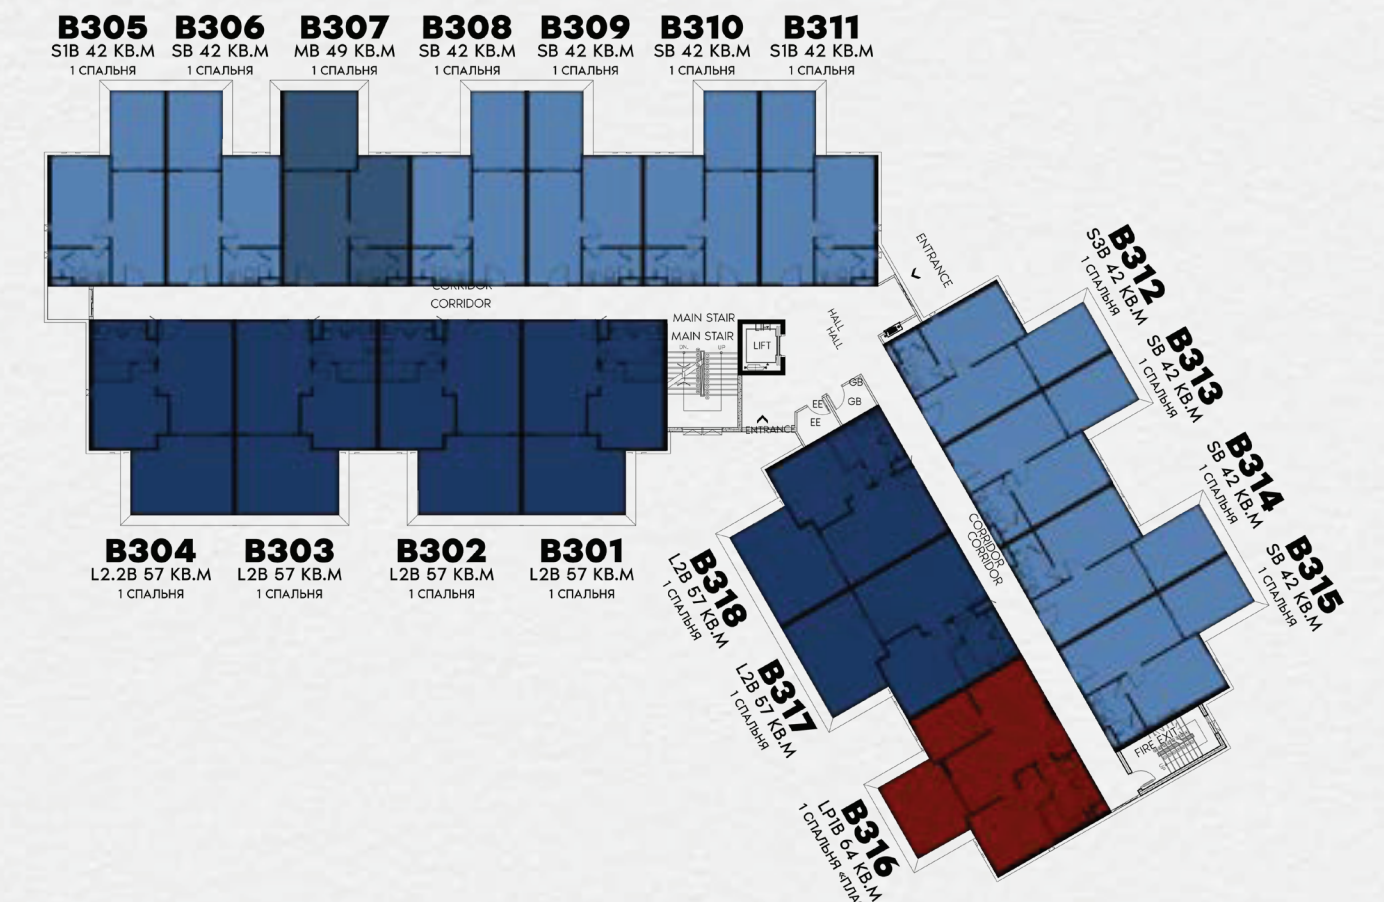 B305
S1B 42 КВ.М
1 СПАЛЬНЯ
B306
SB 42 КВ.М
1 СПАЛЬНЯ
B307
MB 49 КВ.М
1 СПАЛЬНЯ
B308
SB 42 КВ.М
1 СПАЛЬНЯ
B309
SB 42 КВ.М
1 СПАЛЬНЯ
B310
SB 42 КВ.М
1 СПАЛЬНЯ
B311
S1B 42 КВ.М
1 СПАЛЬНЯ
CORRIDOR
CORRIDOR
MAIN STAIR
MAIN STAIR
DN.
UP
LIFT
HALL
HALL
ENTRANCE
GB
GB
EE
EE
ENTRANCE
B304
L2.2B 57 КВ.М
1 СПАЛЬНЯ
B303
L2B 57 КВ.М
1 СПАЛЬНЯ
B302
L2B 57 КВ.М
1 СПАЛЬНЯ
B301
L2B 57 КВ.М
1 СПАЛЬНЯ
B312
S3B 42 КВ.М
1 СПАЛЬНЯ
B313
SB 42 КВ.М
1 СПАЛЬНЯ
B314
SB 42 КВ.М
1 СПАЛЬНЯ
B315
SB 42 КВ.М
1 СПАЛЬНЯ
CORRIDOR
CORRIDOR
B318
L2B 57 КВ.М
1 СПАЛЬНЯ
B317
L2B 57 КВ.М
1 СПАЛЬНЯ
B316
LP1B 64 КВ.М
1 СПАЛЬНЯ «ПЛА
FIRE EXIT